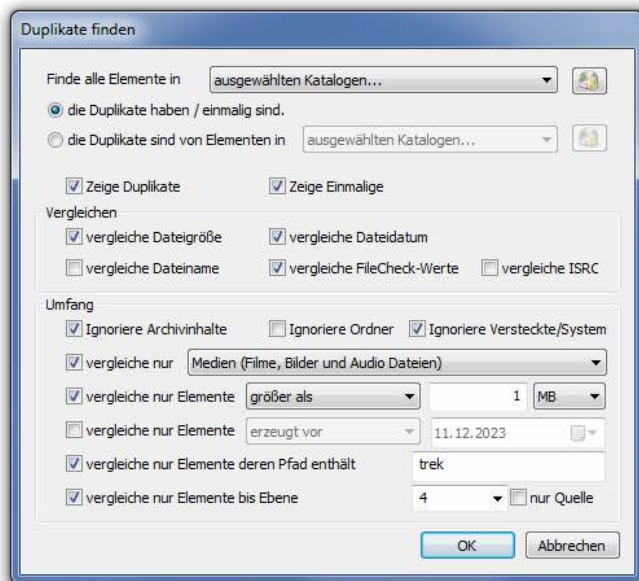 Duplikate finden
Finde alle Elemente in ausgewählten Katalogen...
die Duplikate haben / einmalig sind.
die Duplikate sind von Elementen in ausgewählten Katalogen...
Zeige Duplikate Zeige Einmalige
Vergleichen
vergleiche Dateigröße vergleiche Dateidatum
vergleiche Dateiname vergleiche FileCheck-Werte vergleiche ISRC
Umfang
Ignoriere Archivinhalte Ignoriere Ordner Ignoriere Versteckte/System
vergleiche nur Medien (Filme, Bilder und Audio Dateien)
vergleiche nur Elemente größer als 1 MB
vergleiche nur Elemente erzeugt vor 11.12.2023
vergleiche nur Elemente deren Pfad enthält trek
vergleiche nur Elemente bis Ebene 4 nur Quelle
OK Abbrechen